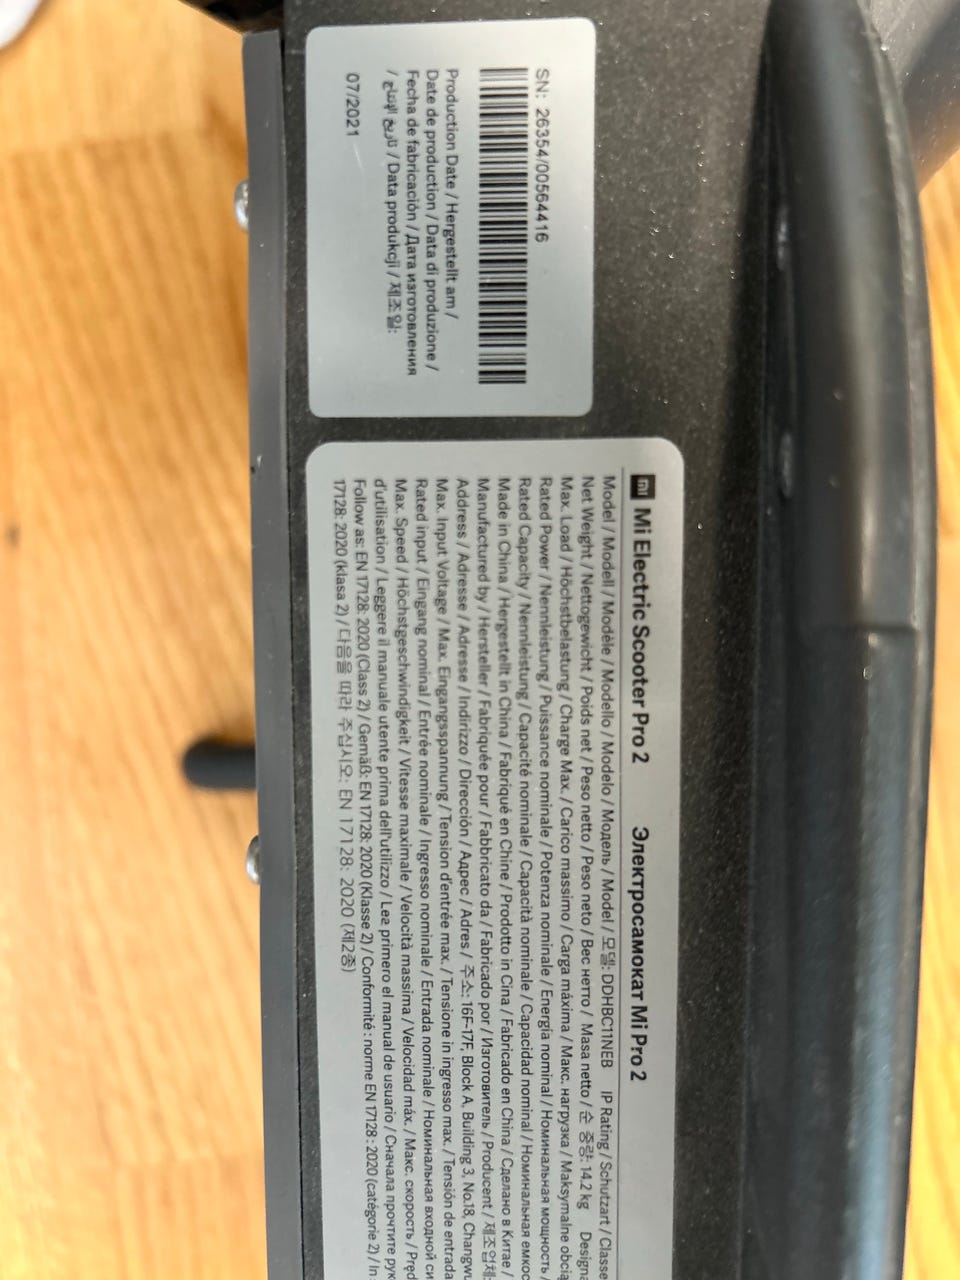 SN: 26354/00564416
Production Date / Hergestellt am /
Date de production / Data di produzione /
Fecha de fabricación / Дата изготовления
/ تاريخ الإنتاج / Data produkcji / 제조일:
07/2021
mi Mi Electric Scooter Pro 2 Электросамокат Mi Pro 2
Model / Modell / Modèle / Modello / Modelo / Модель / Model / 모델: DDHBC11NEB IP Rating / Schutzart / Classe
Net Weight / Nettogewicht / Poids net / Peso netto / Peso neto / Вес нетто / Masa netto / 순 중량: 14.2 kg
Max. Load / Höchstbelastung / Charge Max. / Carico massimo / Carga máxima / Макс. нагрузка / Maksymalne
Rated Power / Nennleistung / Puissance nominale / Potenza nominale / Energía nominal / Номинальная мощность /
Rated Capacity / Nennleistung / Capacité nominale / Capacità nominale / Capacidad nominal / Номинальная
Made in China / Hergestellt in China / Fabriqué en Chine / Prodotto in Cina / Fabricado en China / Сделано в Китае /
Manufactured by / Hersteller / Fabriquée pour / Fabbricato da / Fabricado por / Изготовитель / Producent / 제조업체:
Address / Adresse / Adresse / Indirizzo / Dirección / Адрес / Adres / 주소: 16F-17F, Block A, Building 3, No.18,
Max. Input Voltage / Max. Eingangsspannung / Tension d'entrée max. / Tensione in ingresso max. / Tensión de entrada
Rated input / Eingang nominal / Entrée nominale / Ingresso nominale / Entrada nominale / Номинальная входной
Max. Speed / Höchstgeschwindigkeit / Vitesse maximale / Velocità massima / Velocidad máx. / Макс. скорость /
d'utilisation / Leggere il manuale utente prima dell'utilizzo / Lea primero el manual de usuario / Сначала прочтите
Follow as: EN 17128: 2020 (Class 2) / Gemäß: EN 17128: 2020 (Klasse 2) / Conformité : norme EN 17128 : 2020 (catégorie 2) / In
17128: 2020 (klasa 2) / 다음을 따라 주십시오: EN 17128: 2020 (제2종)